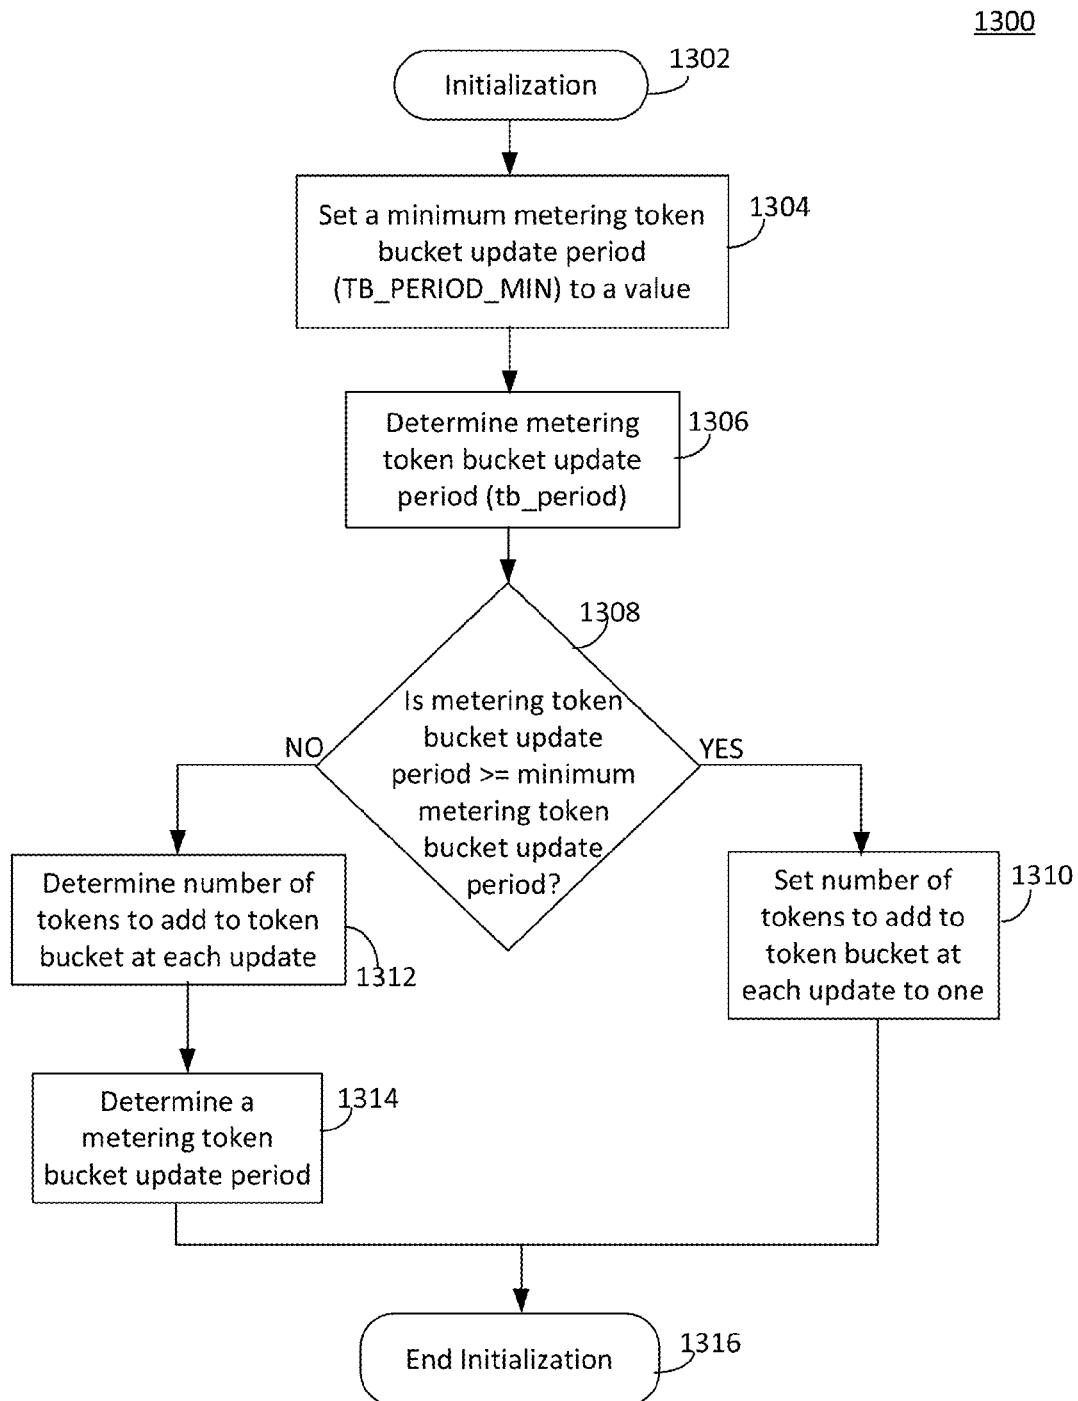 1300
1302
Initialization
1304
Set a minimum metering token
bucket update period
(TB_PERIOD_MIN) to a value
1306
Determine metering
token bucket update
period (tb_period)
1308
Is metering token
bucket update
period >= minimum
metering token
bucket update
period?
NO
YES
Determine number of
tokens to add to token
bucket at each update
1312
Set number of
tokens to add to
token bucket at
each update to one
1310
Determine a
metering token
bucket update period
1314
End Initialization
1316